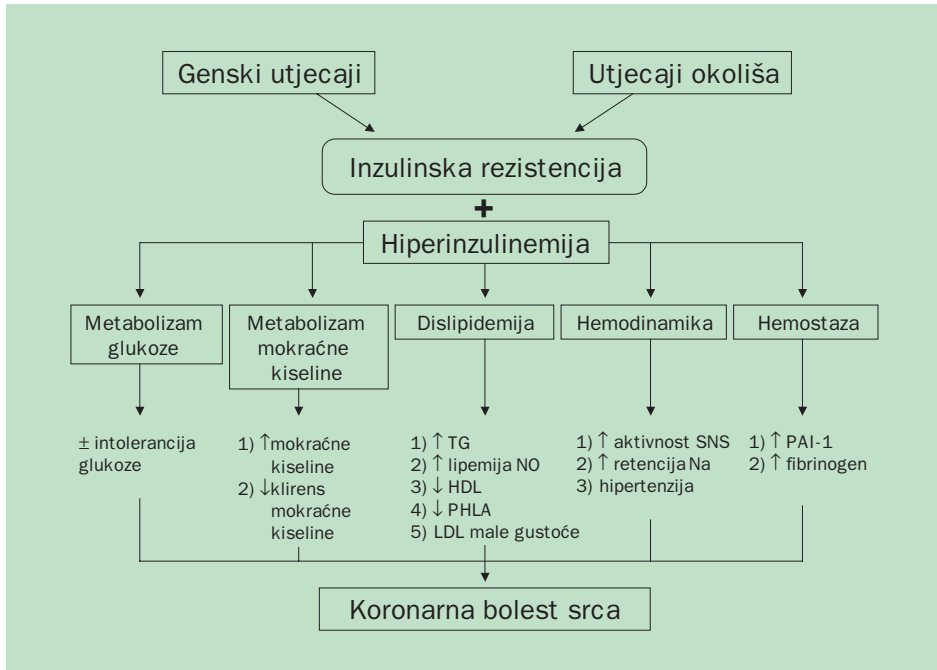 Genski utjecaji
Utjecaji okoliša
Inzulinska rezistencija
+
Hiperinzulinemija
Metabolizam
glukoze
Metabolizam
mokraćne
kiseline
Dislipidemija
Hemodinamika
Hemostaza
± intolerancija
glukoze
1) ↑mokraćne
kiseline
2) ↓klirens
mokraćne
kiseline
1) ↑ TG
2) ↑ lipemija NO
3) ↓ HDL
4) ↓ PHLA
5) LDL male gustoće
1) ↑ aktivnost SNS
2) ↑ retencija Na
3) hipertenzija
1) ↑ PAI-1
2) ↑ fibrinogen
Koronarna bolest srca